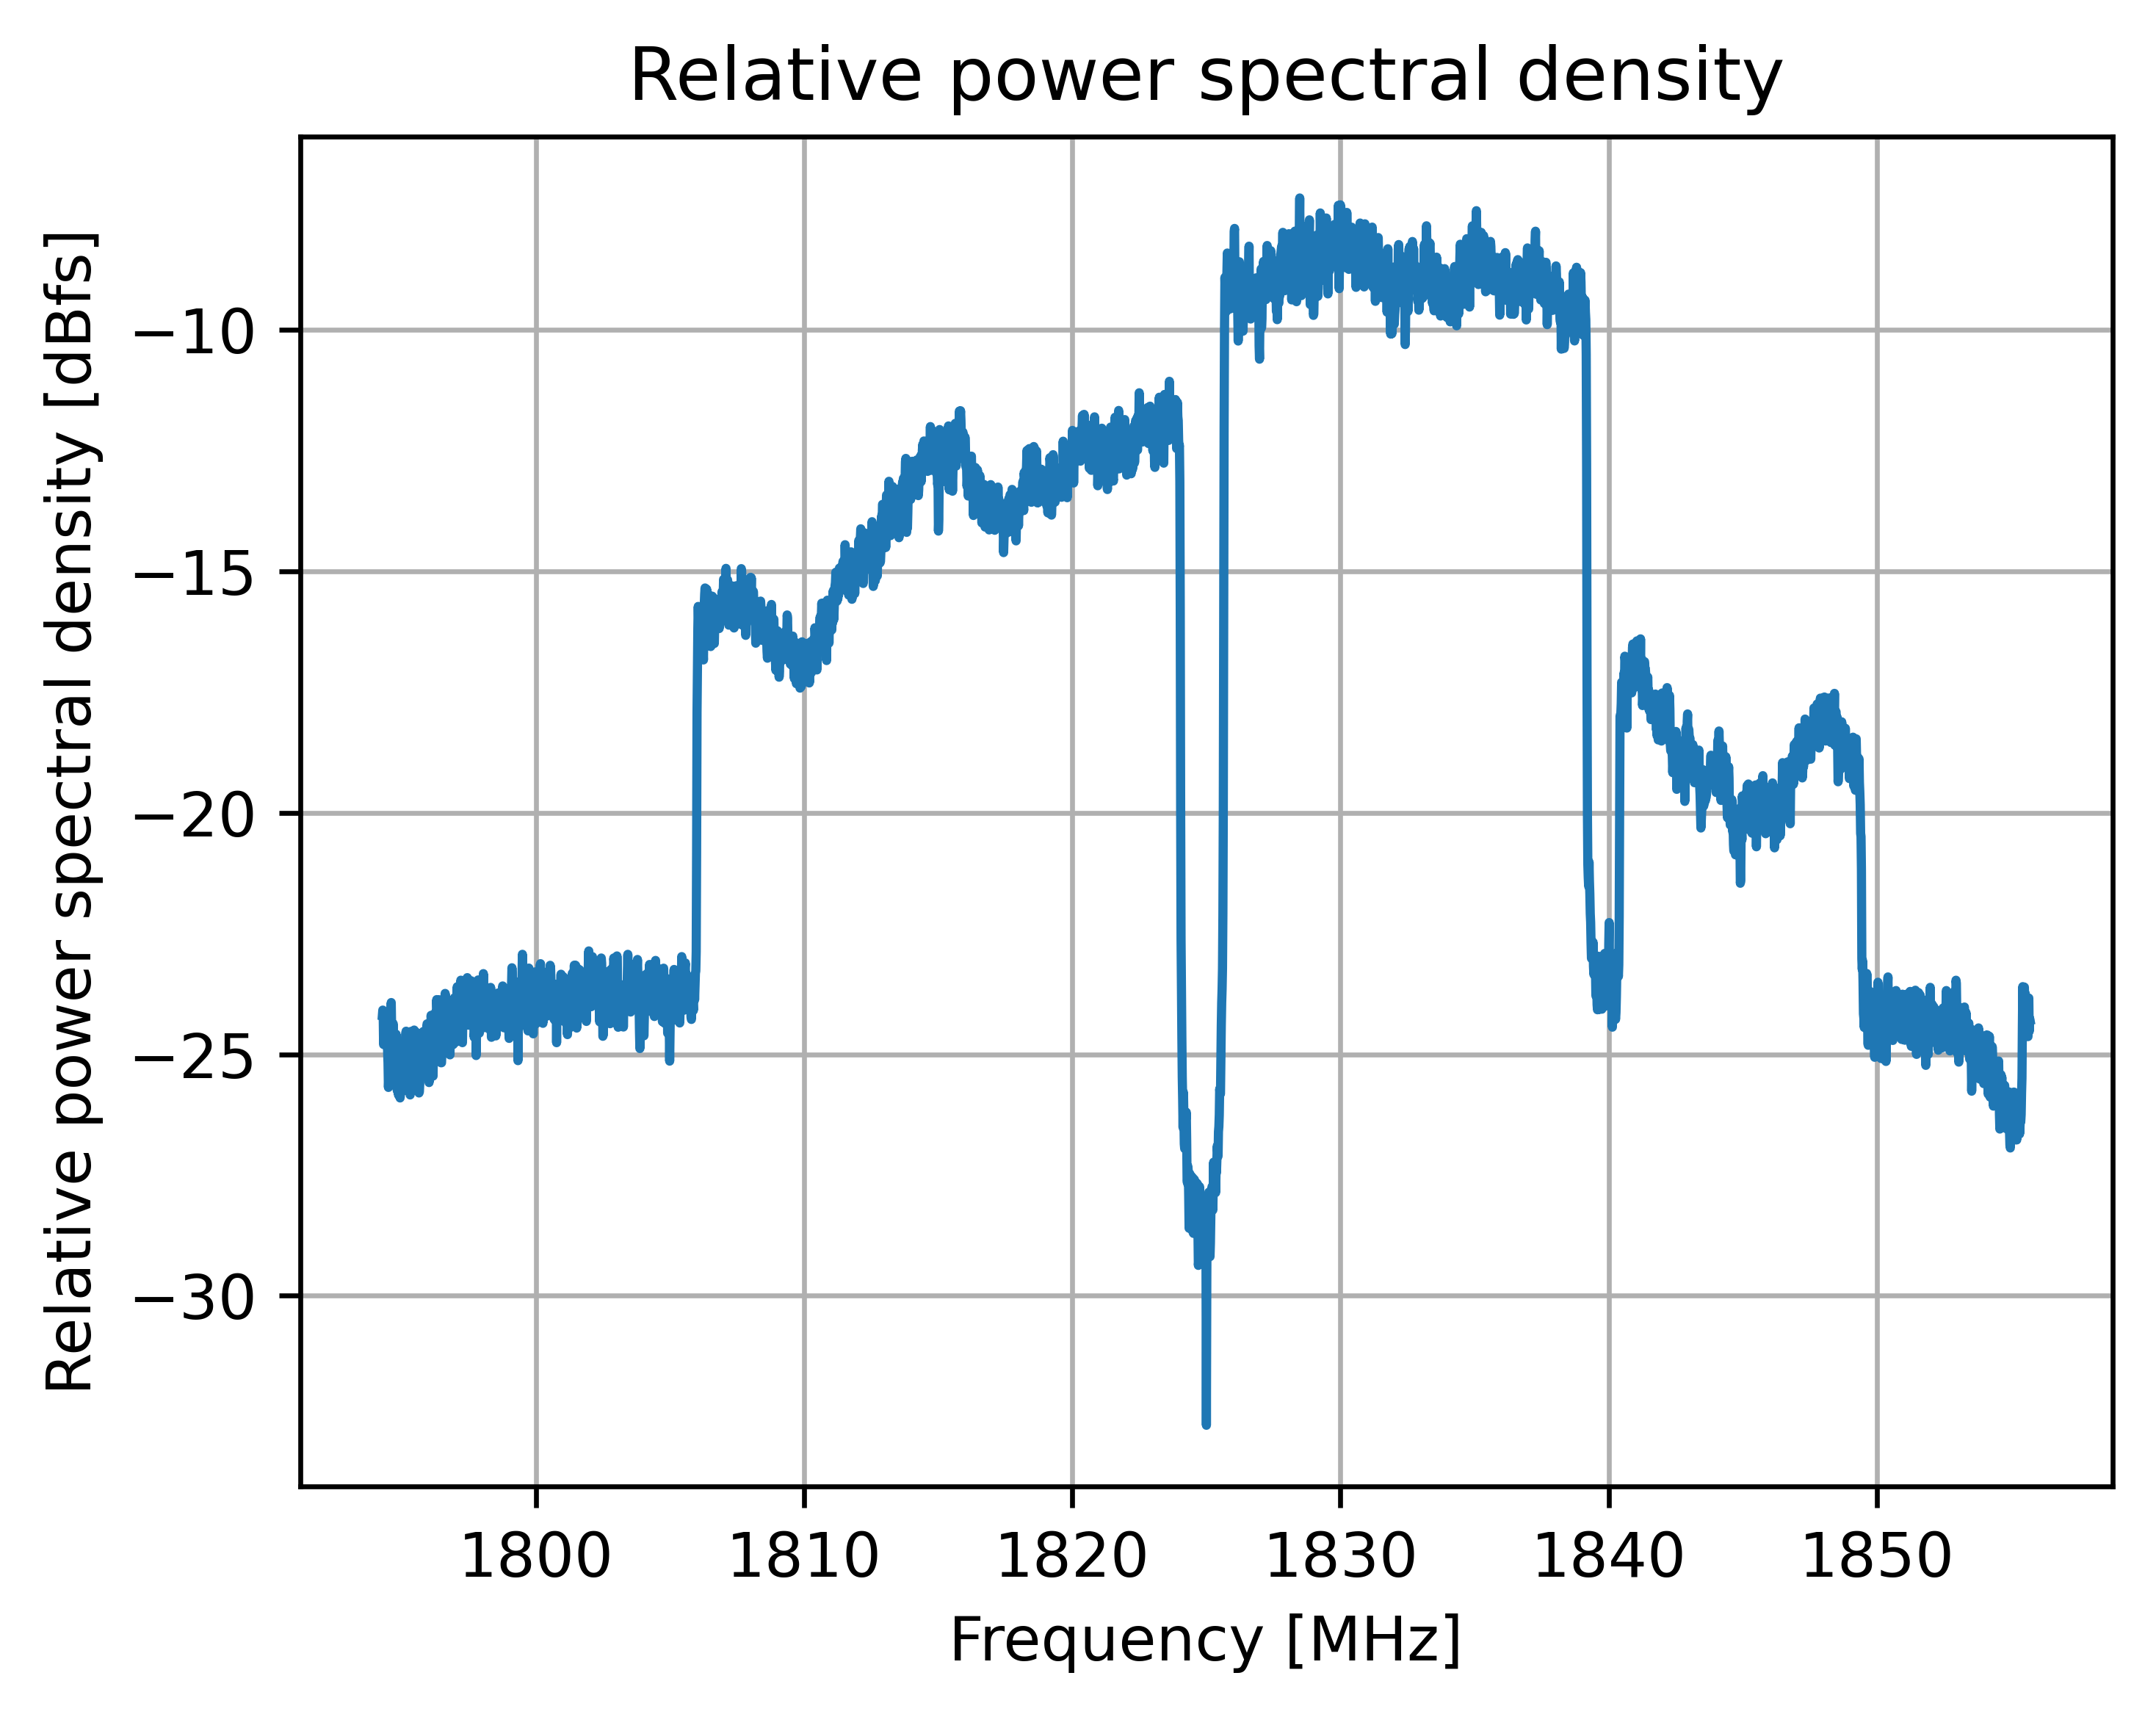 Relative power spectral density
Relative power spectral density [dBfs]
−10
−15
−20
−25
−30
1800 1810 1820 1830 1840 1850
Frequency [MHz]